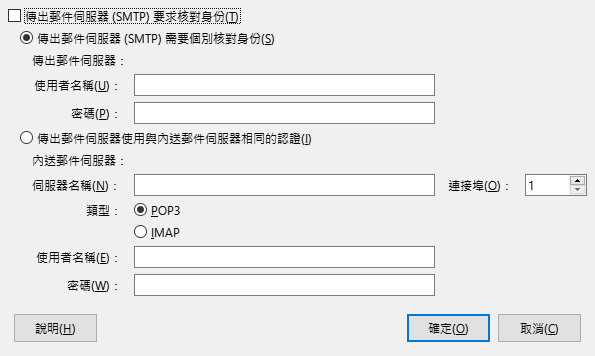 傳出郵件伺服器 (SMTP) 要求核對身份(T)
傳出郵件伺服器 (SMTP) 需要個別核對身份(S)
傳出郵件伺服器：
使用者名稱(U)：
密碼(P)：
傳出郵件伺服器使用與內送郵件伺服器相同的認證(I)
內送郵件伺服器：
伺服器名稱(N)： 連接埠(O)： 1
類型： POP3
IMAP
使用者名稱(E)：
密碼(W)：
說明(H) 確定(O) 取消(C)